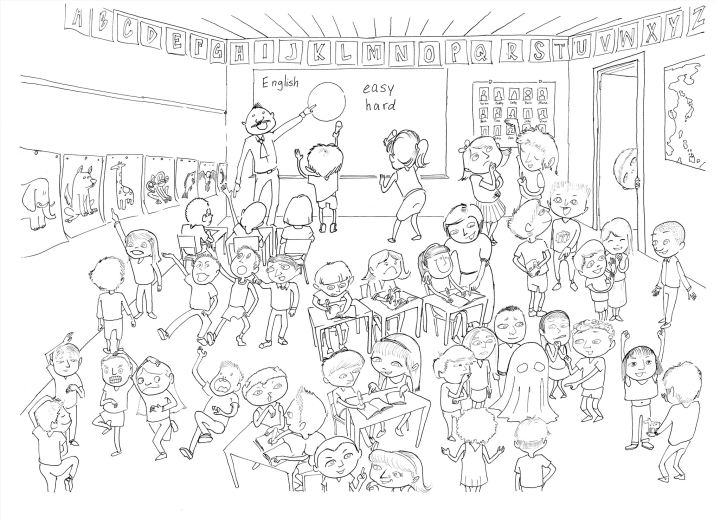 A B C D E F G H I J K L M N O P Q R S T U V W X Y Z
English
easy
hard